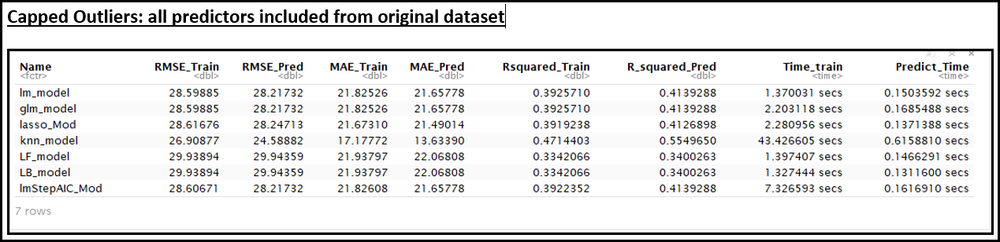 Capped Outliers: all predictors included from original dataset
Name RMSE_Train RMSE_Pred MAE_Train MAE_Pred Rsquared_Train R_squared_Pred Time_train Predict_Time
<fctr> <dbl> <dbl> <dbl> <dbl> <dbl> <dbl> <time> <time>
lm_model 28.59885 28.21732 21.82526 21.65778 0.3925710 0.4139288 1.370031 secs 0.1503592 secs
glm_model 28.59885 28.21732 21.82526 21.65778 0.3925710 0.4139288 2.203118 secs 0.1685488 secs
lasso_Mod 28.61676 28.24713 21.67310 21.49014 0.3919238 0.4126898 2.280956 secs 0.1371388 secs
knn_model 26.90877 24.58882 17.17772 13.63390 0.4714403 0.5549650 43.426605 secs 0.6158810 secs
LF_model 29.93894 29.94359 21.93797 22.06808 0.3342066 0.3400263 1.397407 secs 0.1466291 secs
LB_model 29.93894 29.94359 21.93797 22.06808 0.3342066 0.3400263 1.327444 secs 0.1311600 secs
lmStepAIC_Mod 28.60671 28.21732 21.82608 21.65778 0.3922352 0.4139288 7.326593 secs 0.1616910 secs
7 rows